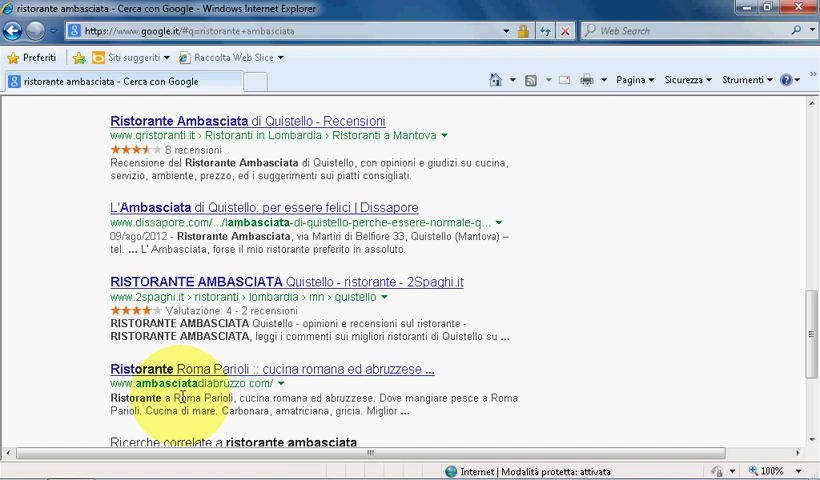 ristorante ambasciata - Cerca con Google - Windows Internet Explorer
https://www.google.it/#q=ristorante+ambasciata
Web Search
Preferiti
Siti suggeriti
Raccolta Web Slice
ristorante ambasciata - Cerca con Google
Pagina
Sicurezza
Strumenti
Ristorante Ambasciata di Quistello - Recensioni
www.qristoranti.it › Ristoranti in Lombardia › Ristoranti a Mantova
8 recensioni
Recensione del Ristorante Ambasciata di Quistello, con opinioni e giudizi su cucina,
servizio, ambiente, prezzo, ed i suggerimenti sui piatti consigliati.
L'Ambasciata di Quistello: per essere felici | Dissapore
www.dissapore.com/.../lambasciata-di-quistello-perche-essere-normale-q...
09/ago/2012 - Ristorante Ambasciata, via Martiri di Belfiore 33, Quistello (Mantova) –
tel. ... L' Ambasciata, forse il mio ristorante preferito in assoluto.
RISTORANTE AMBASCIATA Quistello - ristorante - 2Spaghi.it
www.2spaghi.it › ristoranti › lombardia › mn › quistello
Valutazione: 4 - 2 recensioni
RISTORANTE AMBASCIATA Quistello - opinioni e recensioni sul ristorante -
RISTORANTE AMBASCIATA, leggi i commenti sui migliori ristoranti di Quistello su ...
Ristorante Roma Parioli :: cucina romana ed abruzzese ...
www.ambasciatadiabruzzo.com/
Ristorante a Roma Parioli, cucina romana ed abruzzese. Dove mangiare pesce a Roma
Parioli. Cucina di mare. Carbonara, amatriciana, gricia. Miglior ...
Ricerche correlate a ristorante ambasciata
Internet | Modalità protetta: attivata
100%